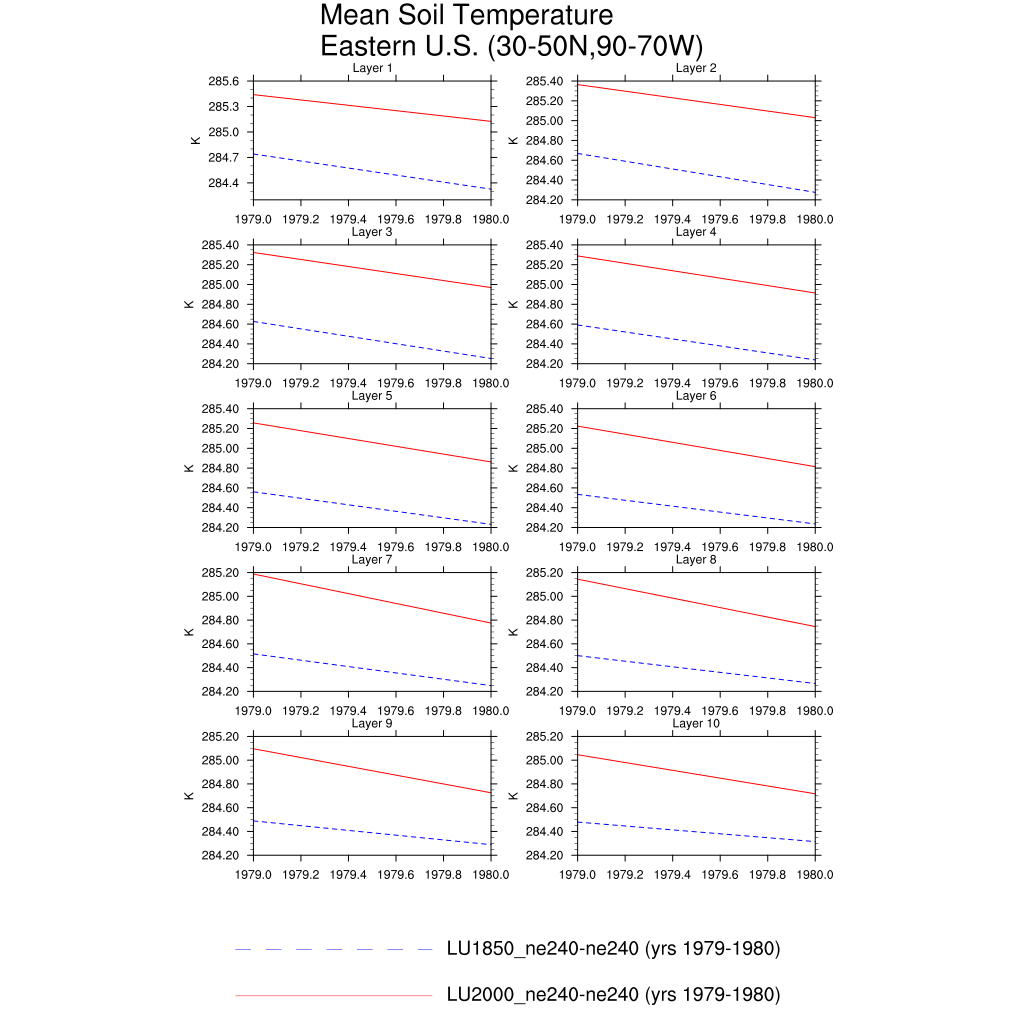 Mean Soil Temperature
Eastern U.S. (30-50N,90-70W)
Layer 1
285.6
285.3
285.0
284.7
284.4
K
1979.0 1979.2 1979.4 1979.6 1979.8 1980.0
Layer 2
285.40
285.20
285.00
284.80
284.60
284.40
284.20
K
1979.0 1979.2 1979.4 1979.6 1979.8 1980.0
Layer 3
285.40
285.20
285.00
284.80
284.60
284.40
284.20
K
1979.0 1979.2 1979.4 1979.6 1979.8 1980.0
Layer 4
285.40
285.20
285.00
284.80
284.60
284.40
284.20
K
1979.0 1979.2 1979.4 1979.6 1979.8 1980.0
Layer 5
285.40
285.20
285.00
284.80
284.60
284.40
284.20
K
1979.0 1979.2 1979.4 1979.6 1979.8 1980.0
Layer 6
285.40
285.20
285.00
284.80
284.60
284.40
284.20
K
1979.0 1979.2 1979.4 1979.6 1979.8 1980.0
Layer 7
285.20
285.00
284.80
284.60
284.40
284.20
K
1979.0 1979.2 1979.4 1979.6 1979.8 1980.0
Layer 8
285.20
285.00
284.80
284.60
284.40
284.20
K
1979.0 1979.2 1979.4 1979.6 1979.8 1980.0
Layer 9
285.20
285.00
284.80
284.60
284.40
284.20
K
1979.0 1979.2 1979.4 1979.6 1979.8 1980.0
Layer 10
285.20
285.00
284.80
284.60
284.40
284.20
K
1979.0 1979.2 1979.4 1979.6 1979.8 1980.0
LU1850_ne240-ne240 (yrs 1979-1980)
LU2000_ne240-ne240 (yrs 1979-1980)